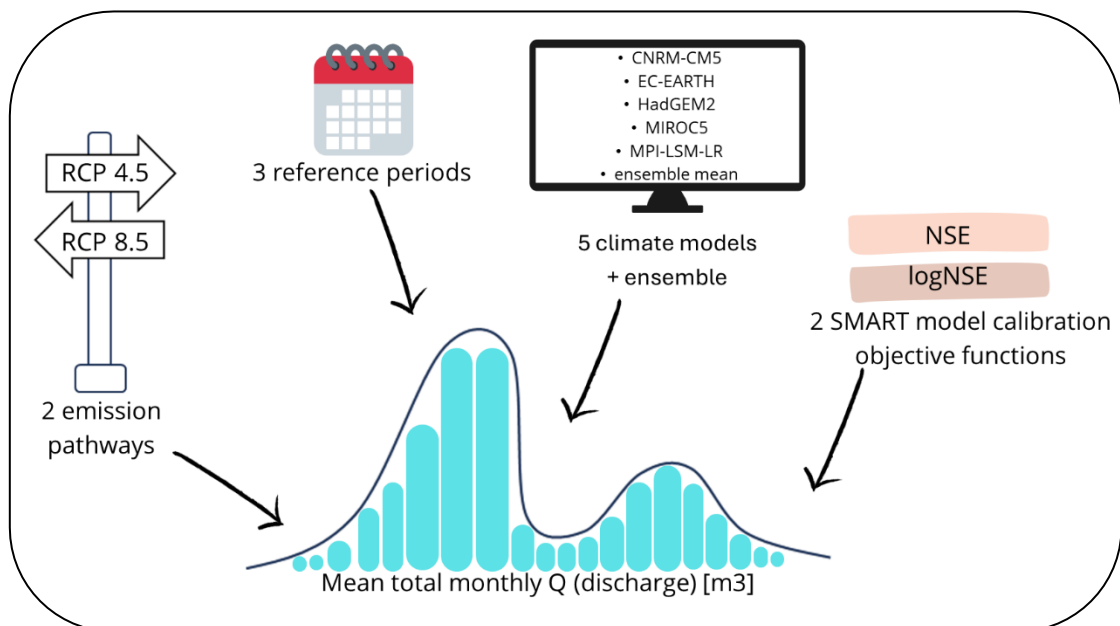 RCP 4.5
RCP 8.5
2 emission
pathways
3 reference periods
• CNRM-CM5
• EC-EARTH
• HadGEM2
• MIROC5
• MPI-LSM-LR
• ensemble mean
5 climate models
+ ensemble
NSE
logNSE
2 SMART model calibration
objective functions
Mean total monthly Q (discharge) [m3]